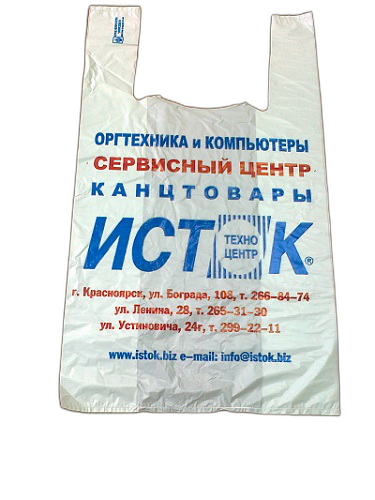 ОРГТЕХНИКА и КОМПЬЮТЕРЫ
СЕРВИСНЫЙ ЦЕНТР
КАНЦТОВАРЫ
ИСТ ТЕХНО ЦЕНТР К®
г. Красноярск, ул. Бограда, 108, т. 266-84-74
ул. Ленина, 28, т. 265-31-30
ул. Устиновича, 24г, т. 299-22-11
www.istok.biz e-mail: info@istok.biz